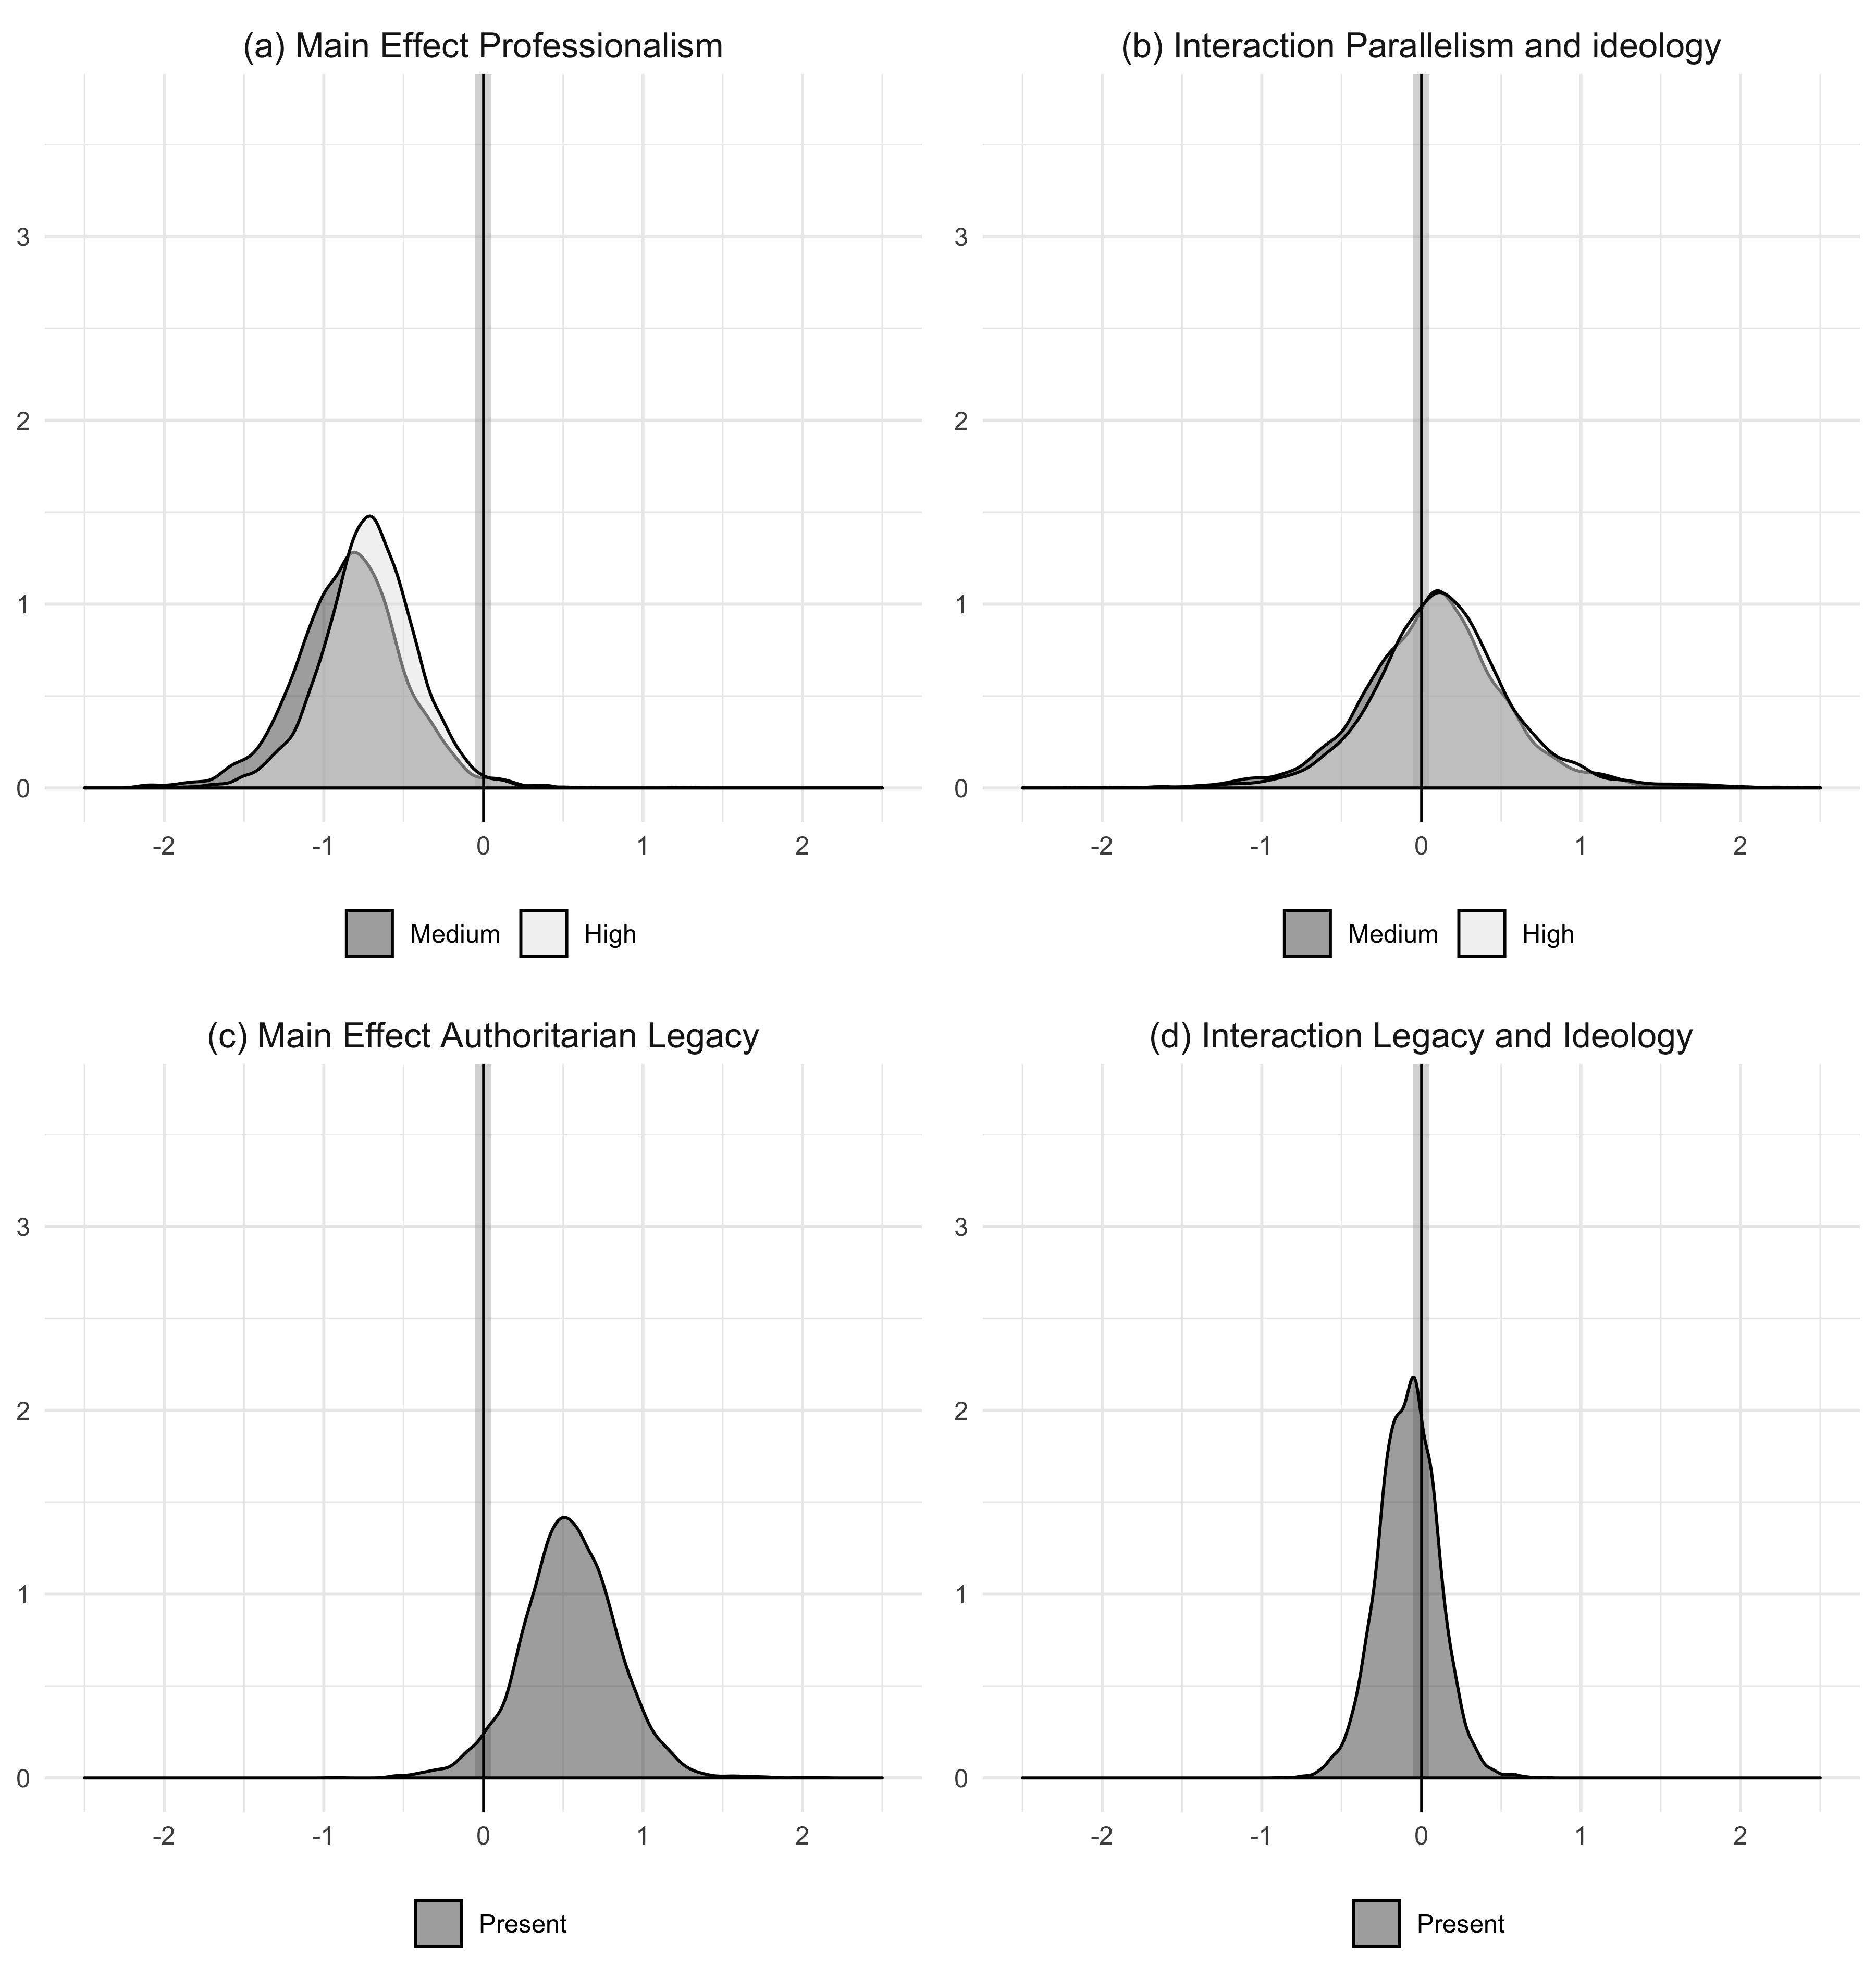 (a) Main Effect Professionalism
3
2
1
0
-2 -1 0 1 2
Medium High
(b) Interaction Parallelism and ideology
3
2
1
0
-2 -1 0 1 2
Medium High
(c) Main Effect Authoritarian Legacy
3
2
1
0
-2 -1 0 1 2
Present
(d) Interaction Legacy and Ideology
3
2
1
0
-2 -1 0 1 2
Present